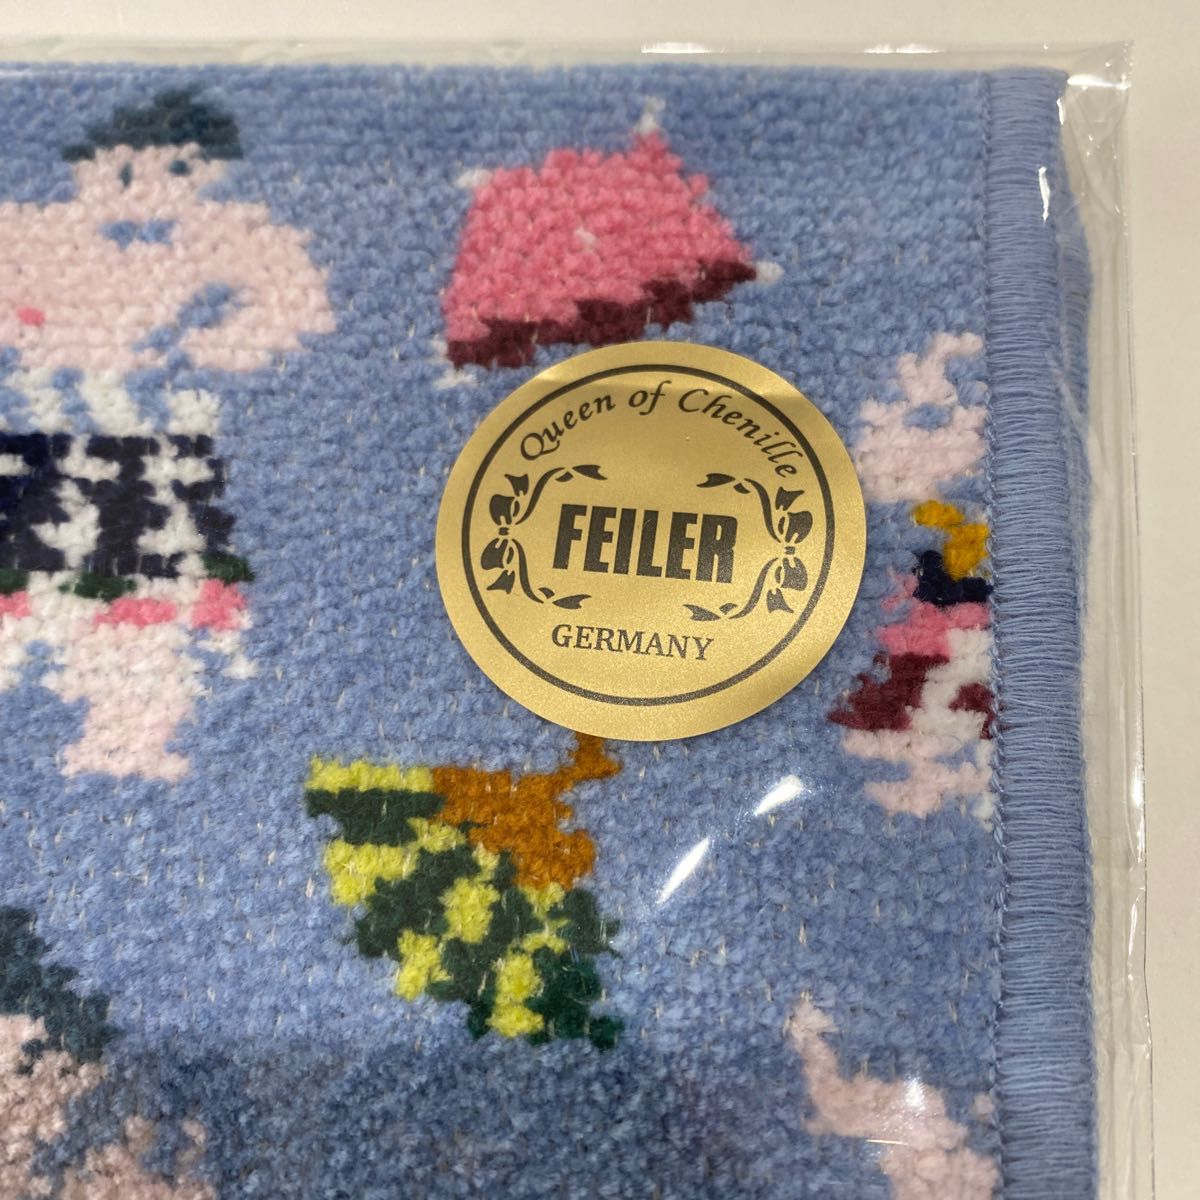 Queen of Chenille
FEILER
GERMANY